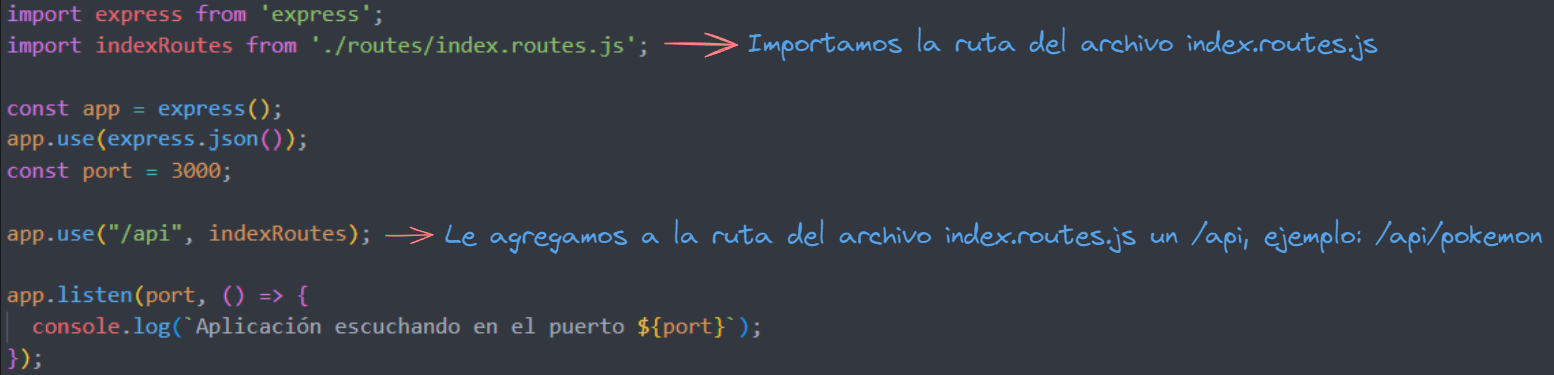 import express from 'express';
import indexRoutes from './routes/index.routes.js'; Importamos la ruta del archivo index.routes.js
const app = express();
app.use(express.json());
const port = 3000;
app.use("/api", indexRoutes); Le agregamos a la ruta del archivo index.routes.js un /api, ejemplo: /api/pokemon
app.listen(port, () => {
console.log(`Aplicación escuchando en el puerto ${port}`);
});